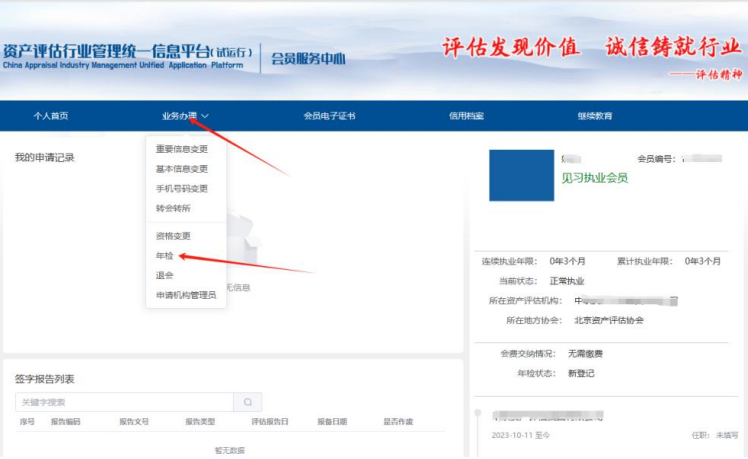 资产评估行业管理统一信息平台(试运行)
China Appraisal Industry Management Unified Application Platform
会员服务中心
评估发现价值 诚信铸就行业
——评估精神
个人首页 业务办理 会员电子证书 信用档案 继续教育
我的申请记录
重要信息变更
基本信息变更
手机号码变更
转会转所
资格变更
年检
退会
申请机构管理员
无信息
会员编号:
见习执业会员
连续执业年限: 0年3个月 累计执业年限: 0年3个月
当前状态: 正常执业
所在资产评估机构: 中
所在地方协会: 北京资产评估协会
会费交纳情况: 无需缴费
年检状态: 新登记
2023-10-11 至今 任职: 未填写
签字报告列表
关键字搜索
序号 报告编码 报告文号 报告类型 评估报告日 报备日期 是否作废
暂无数据